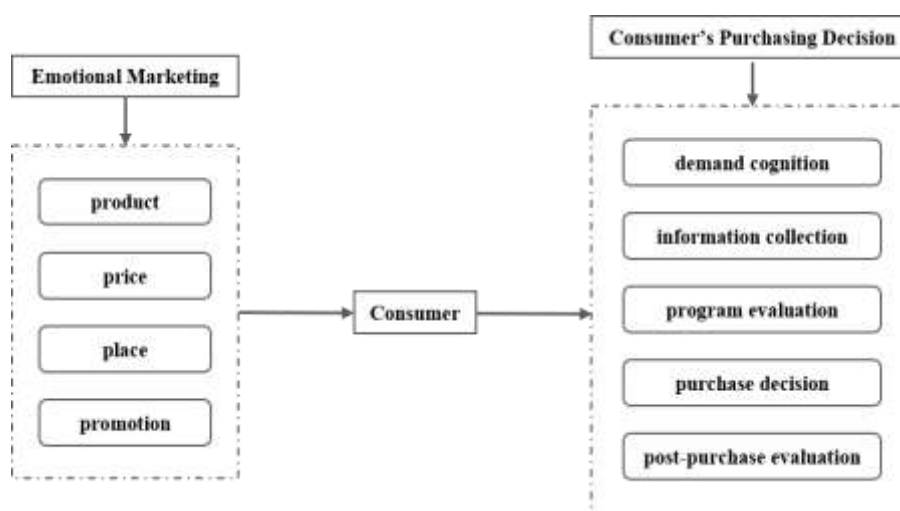 Emotional Marketing
product
price
place
promotion
Consumer
Consumer's Purchasing Decision
demand cognition
information collection
program evaluation
purchase decision
post-purchase evaluation